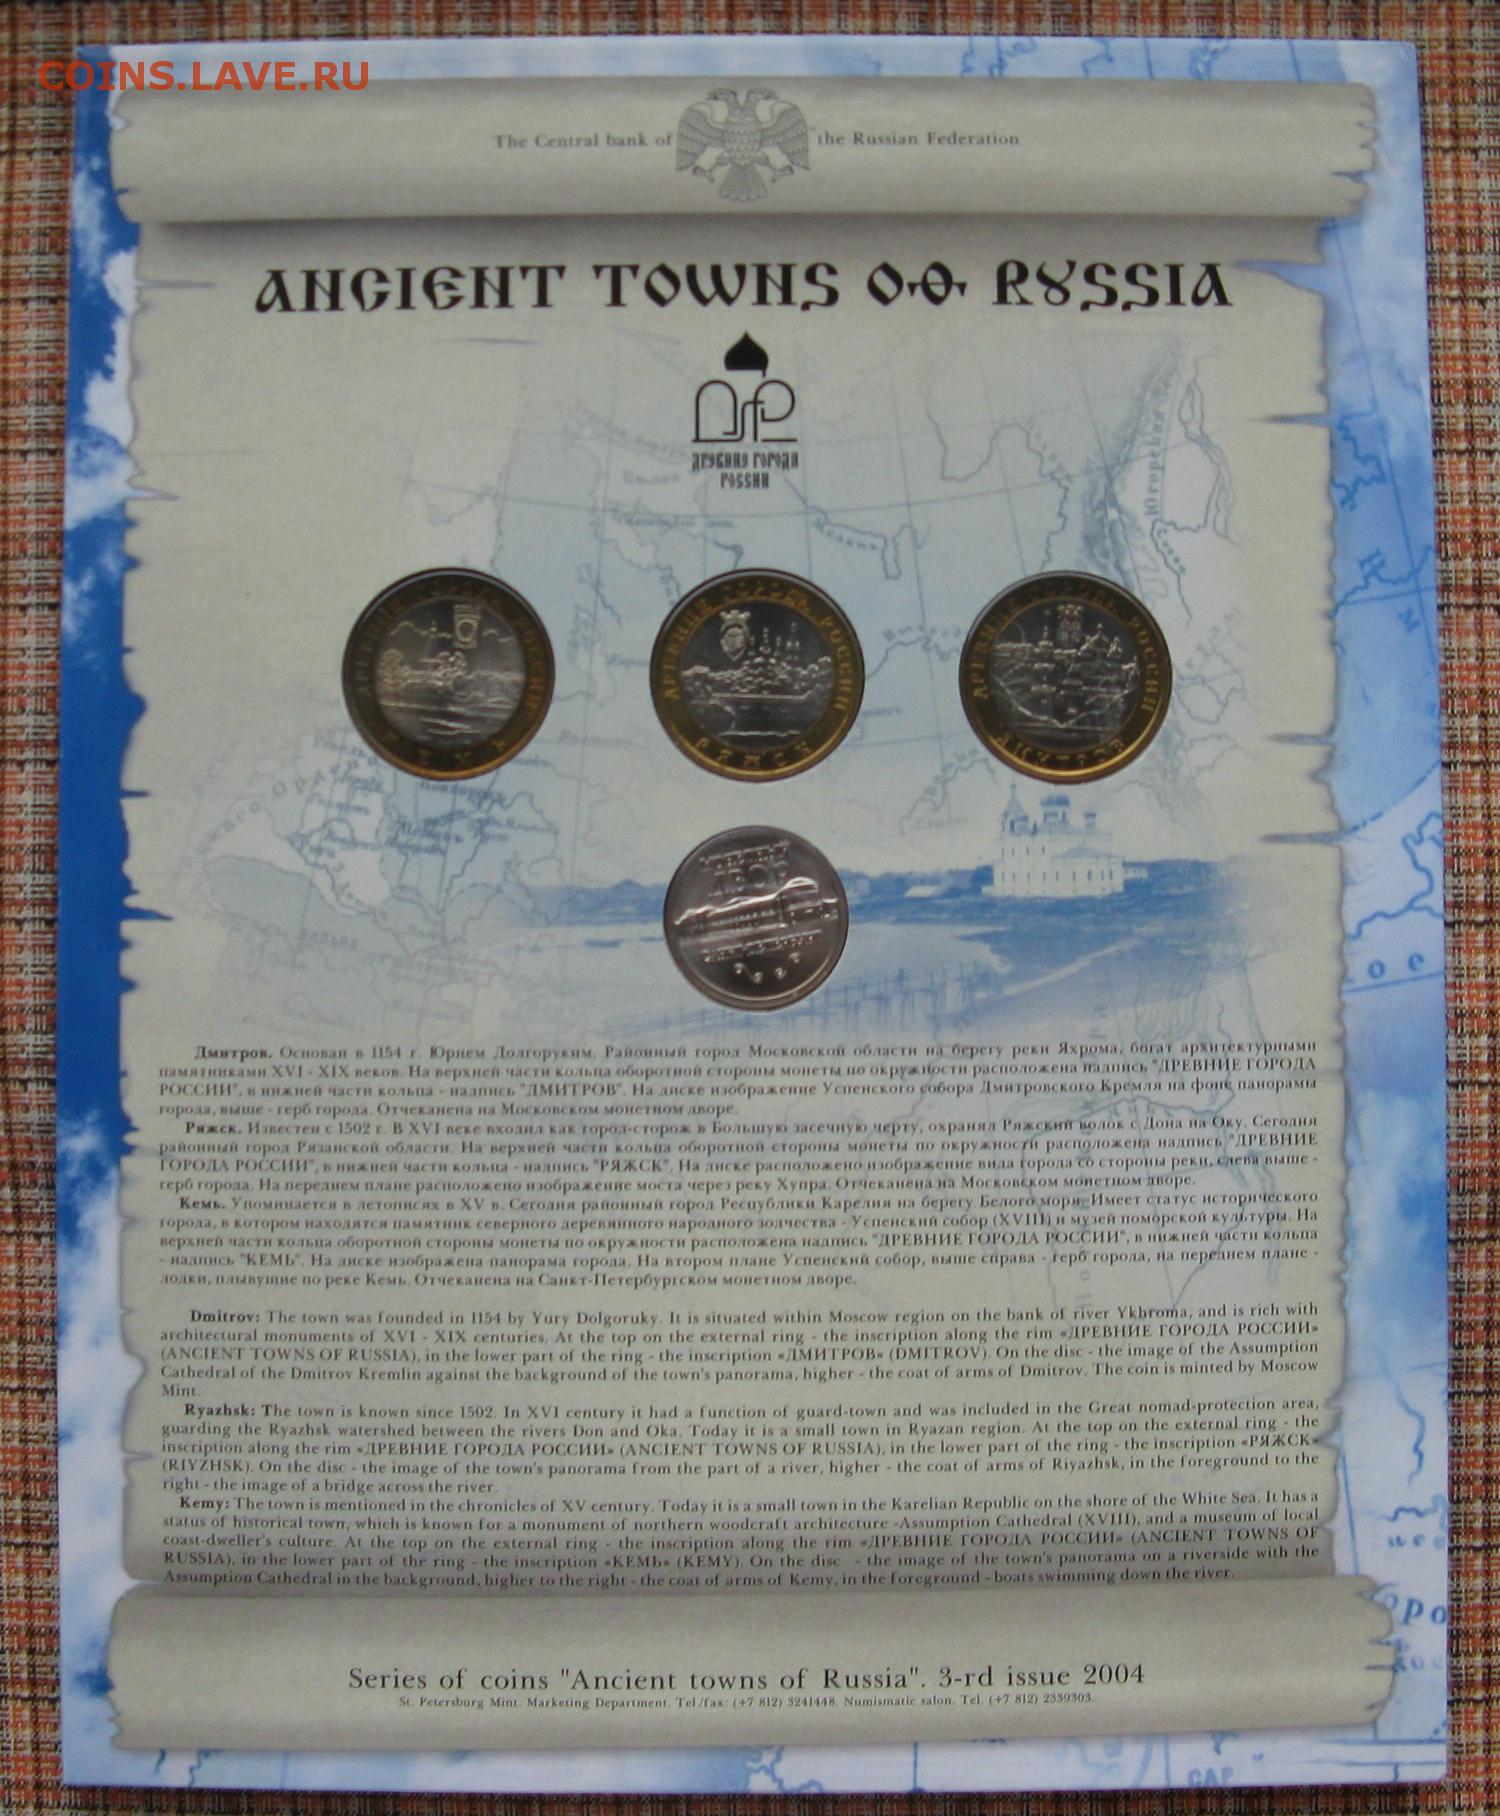 COINS.LAVE.RU
The Central bank of the Russian Federation
ANCIENT TOWNS OF RUSSIA
ДРЕВНИЕ ГОРОДА
РОССИИ
Югорский
ДРЕВНИЕ ГОРОДА РОССИИ
КЕМЬ
ДРЕВНИЕ ГОРОДА РОССИИ
РЯЖСК
ДРЕВНИЕ ГОРОДА РОССИИ
ДМИТРОВ
МОНЕТНЫЙ
ДВОР
Дмитров. Основан в 1154 г. Юрием Долгоруким. Районный город Московской области на берегу реки Яхрома, богат архитектурными
памятниками XVI - XIX веков. На верхней части кольца оборотной стороны монеты по окружности расположена надпись "ДРЕВНИЕ ГОРОДА
РОССИИ", в нижней части кольца - надпись "ДМИТРОВ". На диске изображение Успенского собора Дмитровского Кремля на фоне панорамы
города, выше - герб города. Отчеканена на Московском монетном дворе.
Ряжск. Известен с 1502 г. В XVI веке входил как город-сторож в Большую засечную черту, охранял Ряжский волок с Дона на Оку. Сегодня
районный город Рязанской области. На верхней части кольца оборотной стороны монеты по окружности расположена надпись "ДРЕВНИЕ
ГОРОДА РОССИИ", в нижней части кольца - надпись "РЯЖСК". На диске расположено изображение вида города со стороны реки, слева выше -
герб города. На переднем плане расположено изображение моста через реку Хупра. Отчеканена на Московском монетном дворе.
Кемь. Упоминается в летописях в XV в. Сегодня районный город Республики Карелия на берегу Белого моря. Имеет статус исторического
города, в котором находятся памятник северного деревянного народного зодчества - Успенский собор (XVIII) и музей поморской культуры. На
верхней части кольца оборотной стороны монеты по окружности расположена надпись "ДРЕВНИЕ ГОРОДА РОССИИ", в нижней части кольца
- надпись "КЕМЬ". На диске изображена панорама города. На втором плане Успенский собор, выше справа - герб города, на переднем плане -
лодки, плывущие по реке Кемь. Отчеканена на Санкт-Петербургском монетном дворе.
Dmitrov: The town was founded in 1154 by Yury Dolgoruky. It is situated within Moscow region on the bank of river Ykhroma, and is rich with
architectural monuments of XVI - XIX centuries. At the top on the external ring - the inscription along the rim «ДРЕВНИЕ ГОРОДА РОССИИ»
(ANCIENT TOWNS OF RUSSIA), in the lower part of the ring - the inscription «ДМИТРОВ» (DMITROV). On the disc - the image of the Assumption
Cathedral of the Dmitrov Kremlin against the background of the town's panorama, higher - the coat of arms of Dmitrov. The coin is minted by Moscow
Mint.
Ryazhsk: The town is known since 1502. In XVI century it had a function of guard-town and was included in the Great nomad-protection area,
guarding the Ryazhsk watershed between the rivers Don and Oka. Today it is a small town in Ryazan region. At the top on the external ring - the
inscription along the rim «ДРЕВНИЕ ГОРОДА РОССИИ» (ANCIENT TOWNS OF RUSSIA), in the lower part of the ring - the inscription «РЯЖСК»
(RIYZHSK). On the disc - the image of the town's panorama from the part of a river, higher - the coat of arms of Riyazhsk, in the foreground to the
right - the image of a bridge across the river.
Kemy: The town is mentioned in the chronicles of XV century. Today it is a small town in the Karelian Republic on the shore of the White Sea. It has a
status of historical town, which is known for a monument of northern woodcraft architecture -Assumption Cathedral (XVIII), and a museum of local
coast-dweller's culture. At the top on the external ring - the inscription along the rim «ДРЕВНИЕ ГОРОДА РОССИИ» (ANCIENT TOWNS OF
RUSSIA), in the lower part of the ring - the inscription «КЕМЬ» (KEMY). On the disc - the image of the town's panorama on a riverside with the
Assumption Cathedral in the background, higher to the right - the coat of arms of Kemy, in the foreground - boats swimming down the river.
Series of coins "Ancient towns of Russia". 3-rd issue 2004
St. Petersburg Mint. Marketing Department. Tel./fax: (+7 812) 3241448. Numismatic salon. Tel. (+7 812) 2339303.